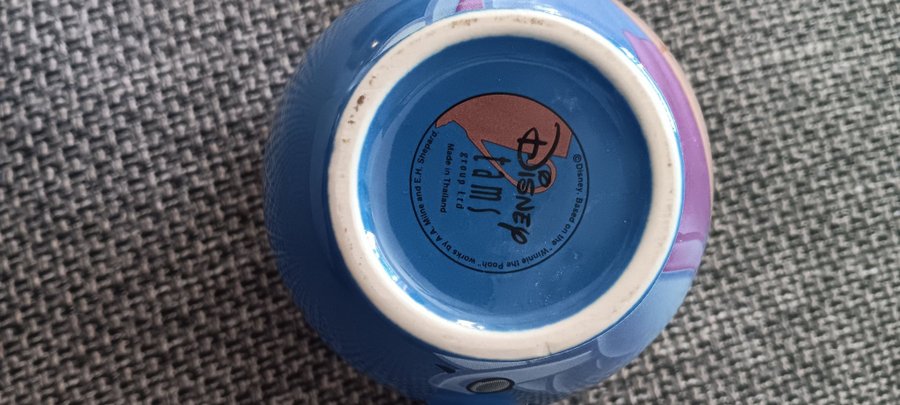 Disney
tams
group Ltd
Made in Thailand
©Disney. Based on the "Winnie the Pooh" works by A.A. Milne and E.H. Shepard.